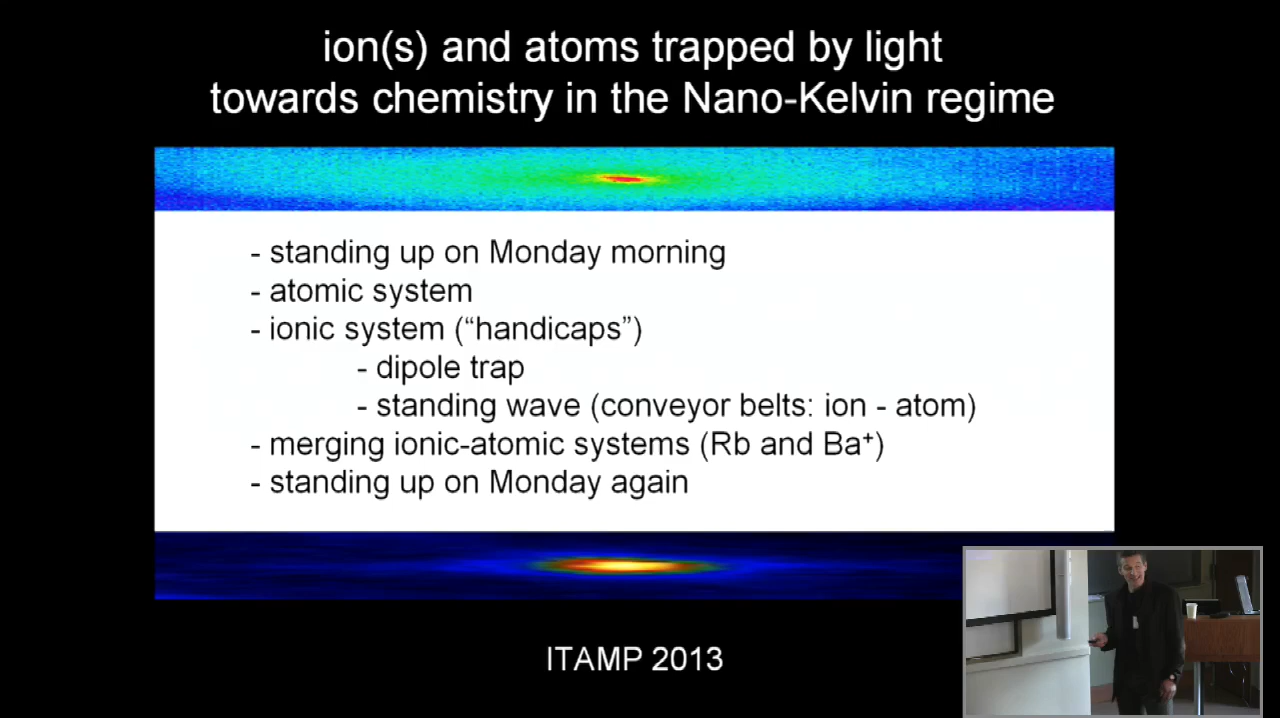 ion(s) and atoms trapped by light
towards chemistry in the Nano-Kelvin regime
- standing up on Monday morning
- atomic system
- ionic system (“handicaps”)
- dipole trap
- standing wave (conveyor belts: ion - atom)
- merging ionic-atomic systems (Rb and Ba⁺)
- standing up on Monday again
ITAMP 2013